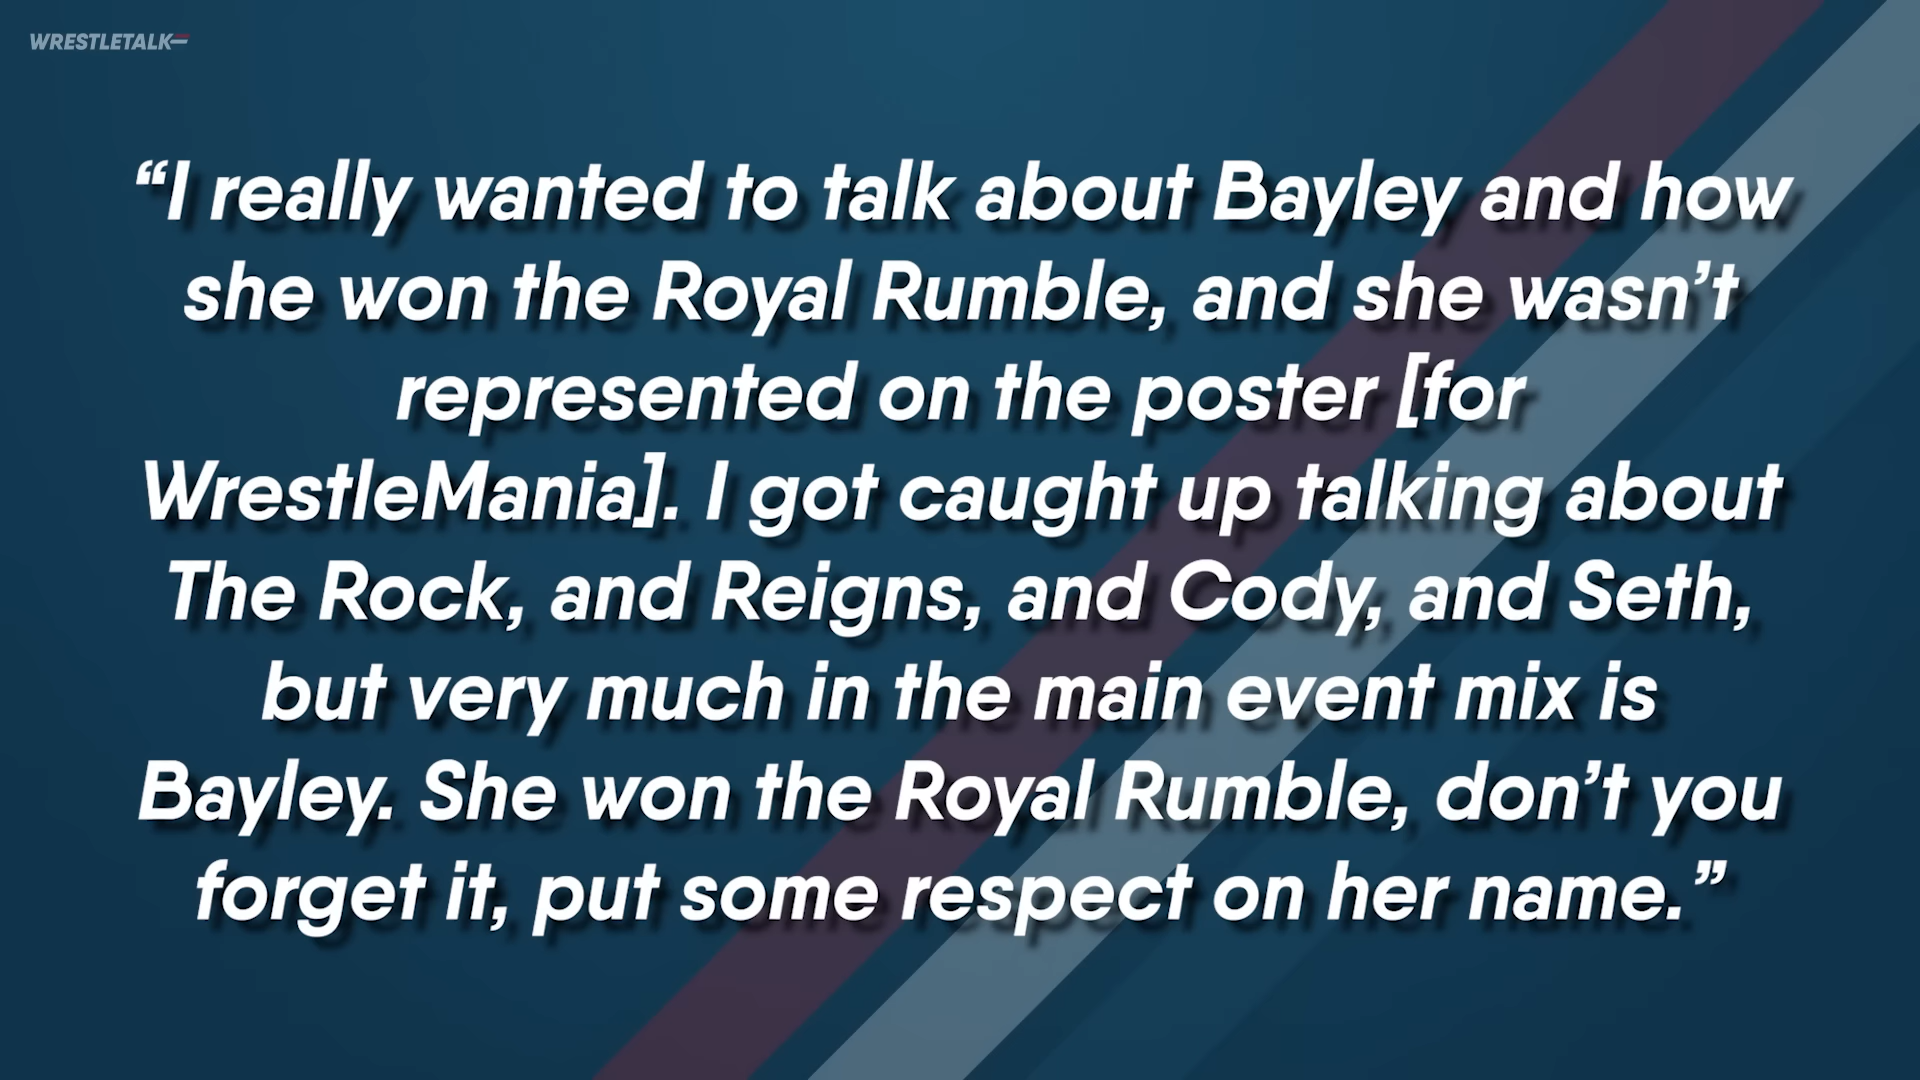 WRESTLETALK
“I really wanted to talk about Bayley and how
she won the Royal Rumble, and she wasn’t
represented on the poster [for
WrestleMania]. I got caught up talking about
The Rock, and Reigns, and Cody, and Seth,
but very much in the main event mix is
Bayley. She won the Royal Rumble, don’t you
forget it, put some respect on her name.”